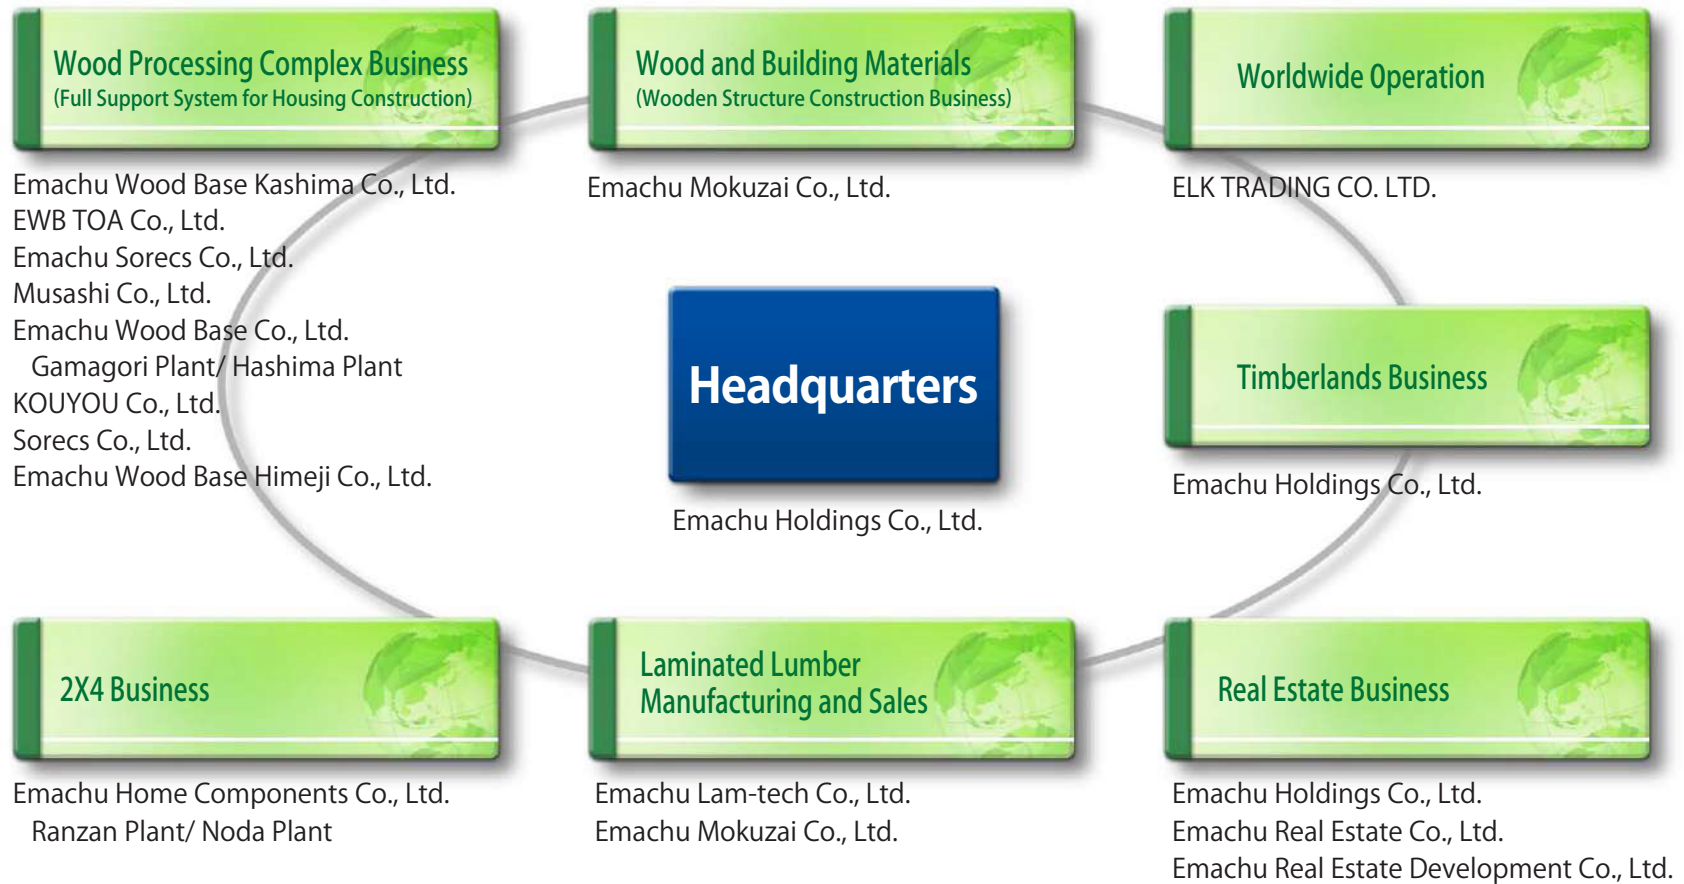 Wood Processing Complex Business
(Full Support System for Housing Construction)
Emachu Wood Base Kashima Co., Ltd.
EWB TOA Co., Ltd.
Emachu Sorecs Co., Ltd.
Musashi Co., Ltd.
Emachu Wood Base Co., Ltd.
Gamagori Plant/ Hashima Plant
KOUYOU Co., Ltd.
Sorecs Co., Ltd.
Emachu Wood Base Himeji Co., Ltd.
Wood and Building Materials
(Wooden Structure Construction Business)
Emachu Mokuzai Co., Ltd.
Worldwide Operation
ELK TRADING CO. LTD.
Headquarters
Emachu Holdings Co., Ltd.
Timberlands Business
Emachu Holdings Co., Ltd.
2X4 Business
Emachu Home Components Co., Ltd.
Ranzan Plant/ Noda Plant
Laminated Lumber
Manufacturing and Sales
Emachu Lam-tech Co., Ltd.
Emachu Mokuzai Co., Ltd.
Real Estate Business
Emachu Holdings Co., Ltd.
Emachu Real Estate Co., Ltd.
Emachu Real Estate Development Co., Ltd.